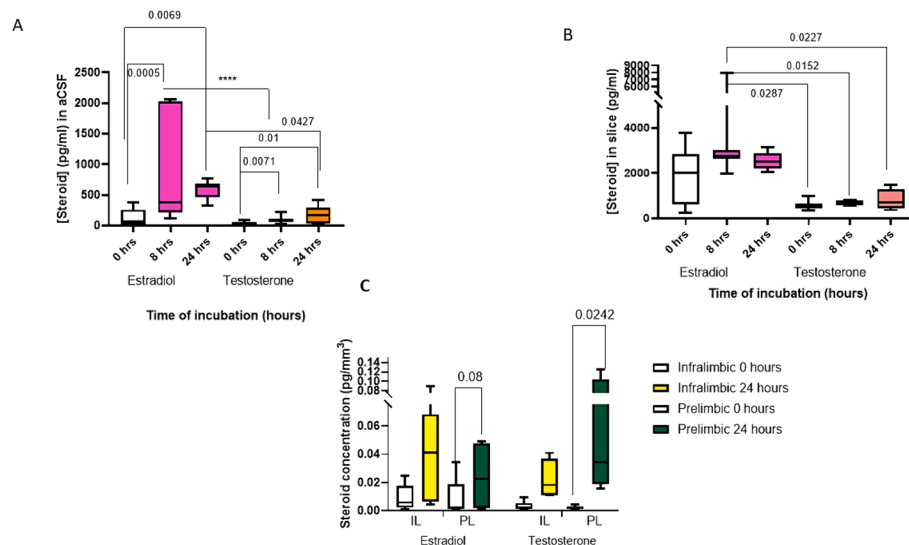 A
0.0069
0.0005
****
0.0427
0.01
0.0071
[Steroid] (pg/ml) in aCSF
2500
2000
1500
1000
500
0
0 hrs
8 hrs
24 hrs
0 hrs
8 hrs
24 hrs
Estradiol
Testosterone
Time of incubation (hours)
B
0.0227
0.0152
0.0287
[Steroid] in slice (pg/ml)
9000
8000
7000
6000
4000
2000
0
0 hrs
8 hrs
24 hrs
0 hrs
8 hrs
24 hrs
Estradiol
Testosterone
Time of incubation (hours)
C
0.0242
0.08
Steroid concentration (pg/mm³)
0.14
0.12
0.10
0.08
0.06
0.04
0.02
0.00
IL
PL
IL
PL
Estradiol
Testosterone
Infralimbic 0 hours
Infralimbic 24 hours
Prelimbic 0 hours
Prelimbic 24 hours